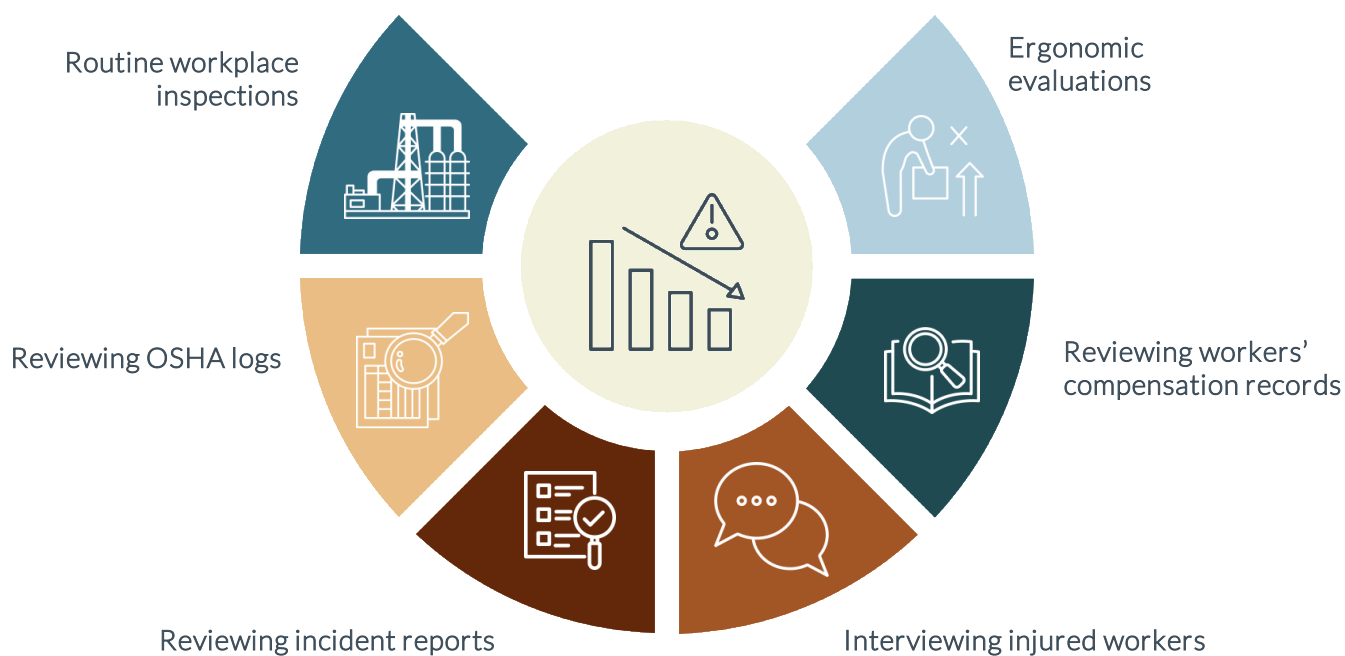 Routine workplace
inspections
Ergonomic
evaluations
Reviewing OSHA logs
Reviewing workers’
compensation records
Reviewing incident reports
Interviewing injured workers